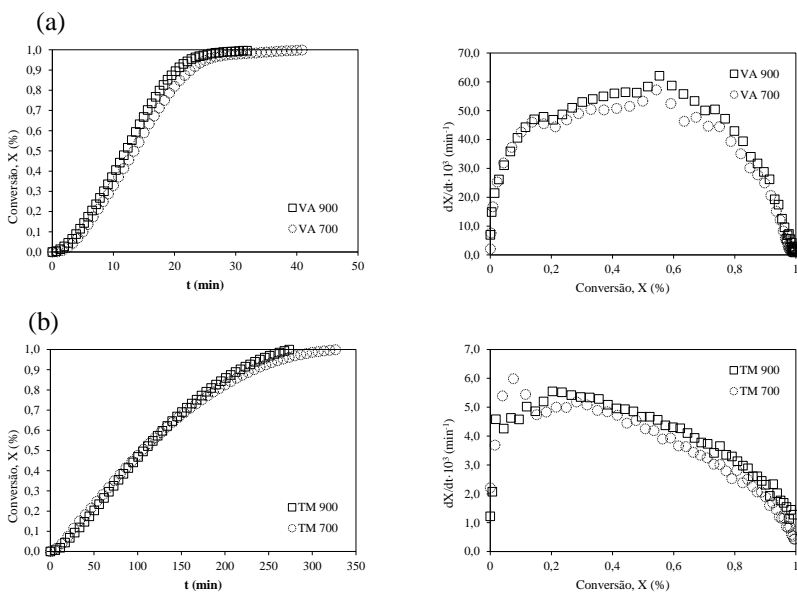 (a)
Conversão, X (%)
1,0
0,9
0,8
0,7
0,6
0,5
0,4
0,3
0,2
0,1
0,0
0 10 20 30 40 50
t (min)
VA 900
VA 700
dX/dt·10³ (min⁻¹)
70,0
60,0
50,0
40,0
30,0
20,0
10,0
0,0
0 0,2 0,4 0,6 0,8 1
Conversão, X (%)
VA 900
VA 700
(b)
Conversão, X (%)
1,0
0,9
0,8
0,7
0,6
0,5
0,4
0,3
0,2
0,1
0,0
0 50 100 150 200 250 300 350
t (min)
TM 900
TM 700
dX/dt·10³ (min⁻¹)
7,0
6,0
5,0
4,0
3,0
2,0
1,0
0,0
0 0,2 0,4 0,6 0,8 1
Conversão, X (%)
TM 900
TM 700